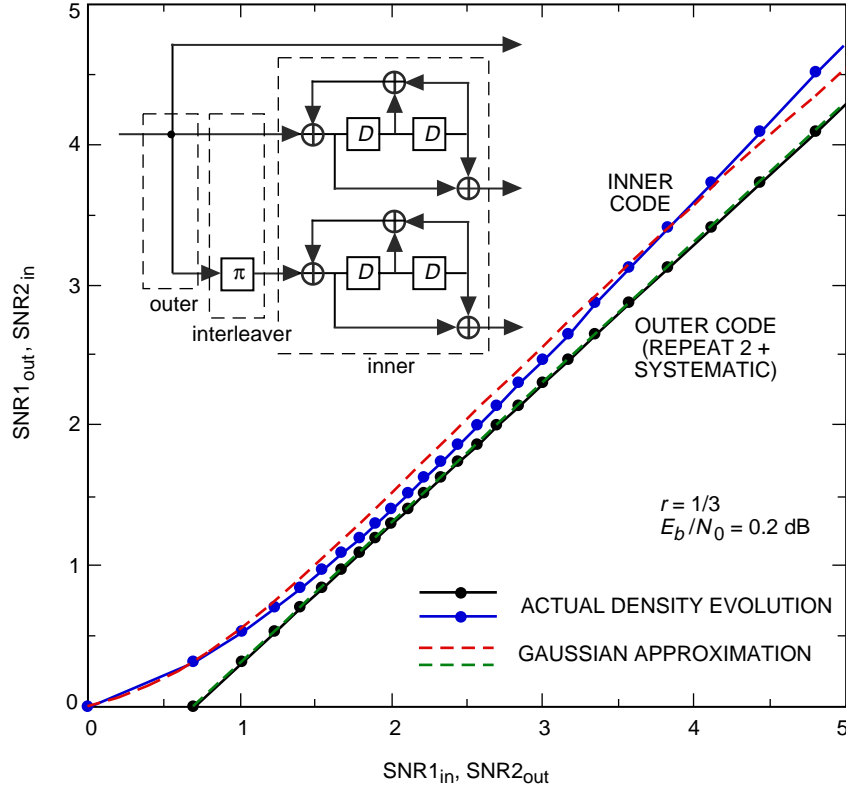 5
4
3
2
1
0
SNR1out, SNR2in
D D
π
D D
outer
interleaver
inner
INNER
CODE
OUTER CODE
(REPEAT 2 +
SYSTEMATIC)
r = 1/3
Eb/N0 = 0.2 dB
ACTUAL DENSITY EVOLUTION
GAUSSIAN APPROXIMATION
0 1 2 3 4 5
SNR1in, SNR2out